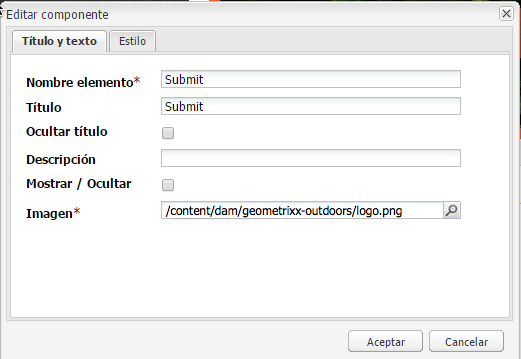 Editar componente
Título y texto Estilo
Nombre elemento* Submit
Título Submit
Ocultar título
Descripción
Mostrar / Ocultar
Imagen* /content/dam/geometrixx-outdoors/logo.png
Aceptar Cancelar